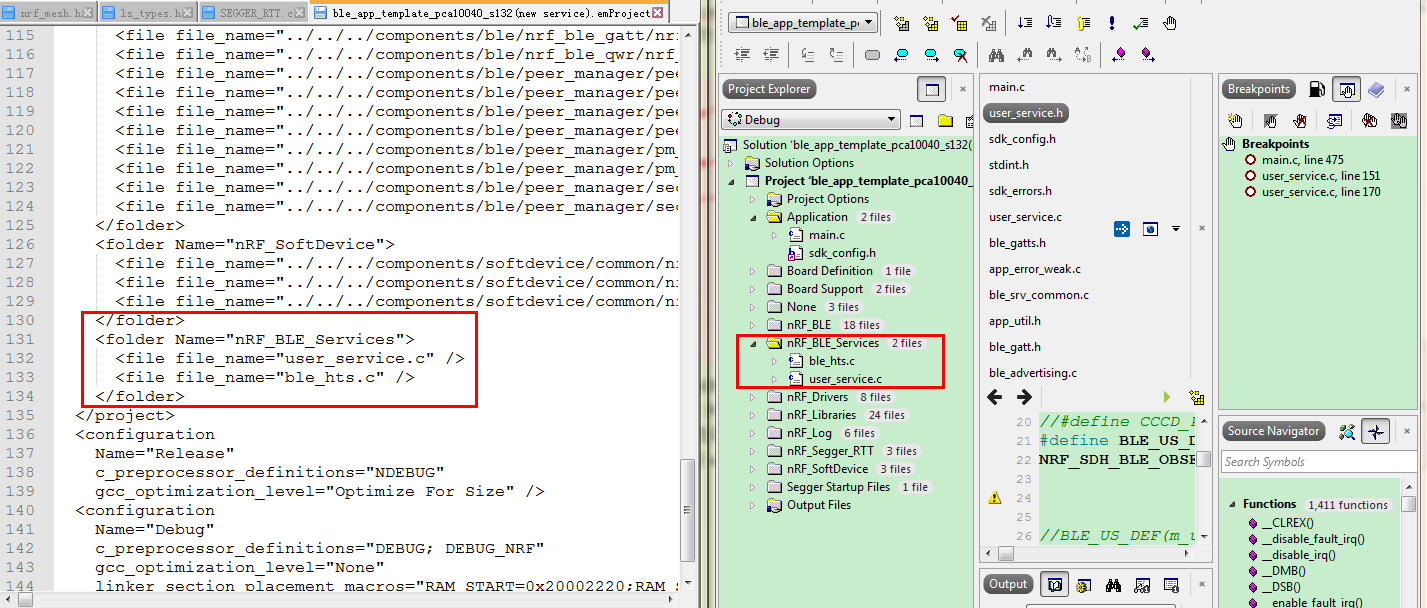 nrf_mesh.h
ls_types.h
SEGGER_RTT.c
ble_app_template_pca10040_s132(new service).emProject
115 <file file_name="../../../components/ble/nrf_ble_gatt/nr
116 <file file_name="../../../components/ble/nrf_ble_qwr/nrf_
117 <file file_name="../../../components/ble/peer_manager/pee
118 <file file_name="../../../components/ble/peer_manager/pee
119 <file file_name="../../../components/ble/peer_manager/pee
120 <file file_name="../../../components/ble/peer_manager/pee
121 <file file_name="../../../components/ble/peer_manager/pm_
122 <file file_name="../../../components/ble/peer_manager/pm_
123 <file file_name="../../../components/ble/peer_manager/sec
124 <file file_name="../../../components/ble/peer_manager/sec
125 </folder>
126 <folder Name="nRF_SoftDevice">
127 <file file_name="../../../components/softdevice/common/n
128 <file file_name="../../../components/softdevice/common/n
129 <file file_name="../../../components/softdevice/common/n
130 </folder>
131 <folder Name="nRF_BLE_Services">
132 <file file_name="user_service.c" />
133 <file file_name="ble_hts.c" />
134 </folder>
135 </project>
136 <configuration
137 Name="Release"
138 c_preprocessor_definitions="NDEBUG"
139 gcc_optimization_level="Optimize For Size" />
140 <configuration
141 Name="Debug"
142 c_preprocessor_definitions="DEBUG; DEBUG_NRF"
143 gcc_optimization_level="None"
144 linker_section_placement_macros="RAM_START=0x20002220;RAM_S
ble_app_template_p
Project Explorer
Debug
Solution 'ble_app_template_pca10040_s132(
Solution Options
Project 'ble_app_template_pca10040_
Project Options
Application 2 files
main.c
sdk_config.h
Board Definition 1 file
Board Support 2 files
None 3 files
nRF_BLE 18 files
nRF_BLE_Services 2 files
ble_hts.c
user_service.c
nRF_Drivers 8 files
nRF_Libraries 24 files
nRF_Log 6 files
nRF_Segger_RTT 3 files
nRF_SoftDevice 3 files
Segger Startup Files 1 file
Output Files
main.c
user_service.h
sdk_config.h
stdint.h
sdk_errors.h
user_service.c
ble_gatts.h
app_error_weak.c
ble_srv_common.c
app_util.h
ble_gatt.h
ble_advertising.c
20 //#define CCCD_
21 #define BLE_US_D
22 NRF_SDH_BLE_OBSE
23
24
25
26 //BLE_US_DEF(m_u
Output
Breakpoints
Breakpoints
main.c, line 475
user_service.c, line 151
user_service.c, line 170
Source Navigator
Search Symbols
Functions 1,411 functions
__CLREX()
__disable_fault_irq()
__disable_irq()
__DMB()
__DSB()
__enable_fault_irq()